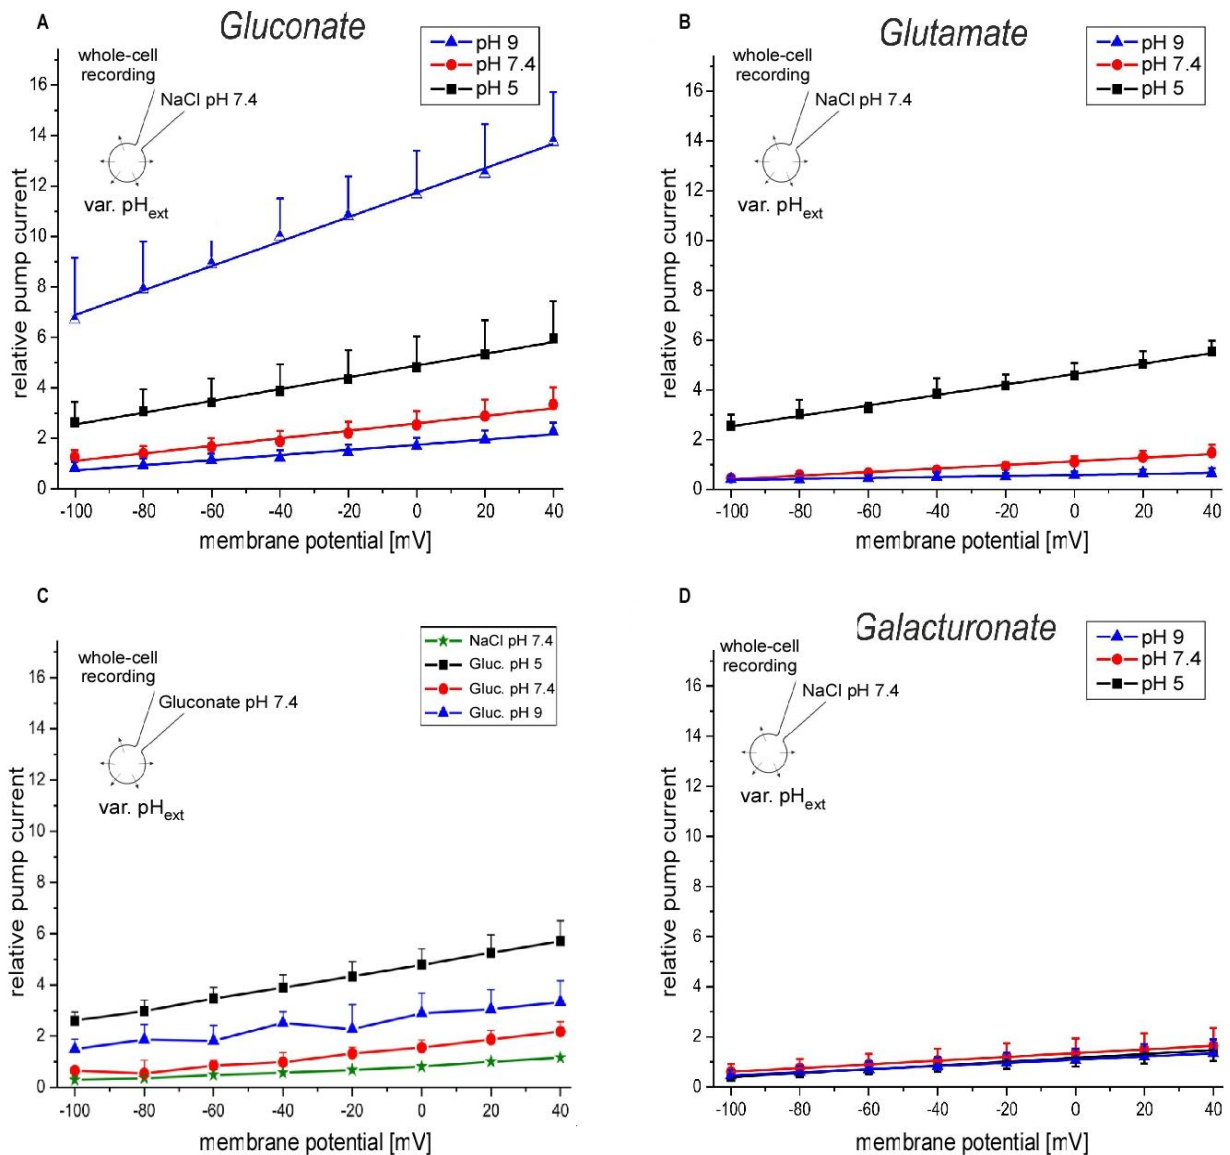 A
Gluconate
pH 9
pH 7.4
pH 5
whole-cell
recording
NaCl pH 7.4
var. pHext
relative pump current
16
14
12
10
8
6
4
2
0
-100 -80 -60 -40 -20 0 20 40
membrane potential [mV]
B
Glutamate
pH 9
pH 7.4
pH 5
whole-cell
recording
NaCl pH 7.4
var. pHext
relative pump current
16
14
12
10
8
6
4
2
0
-100 -80 -60 -40 -20 0 20 40
membrane potential [mV]
C
NaCl pH 7.4
Gluc. pH 5
Gluc. pH 7.4
Gluc. pH 9
whole-cell
recording
Gluconate pH 7.4
var. pHext
relative pump current
16
14
12
10
8
6
4
2
0
-100 -80 -60 -40 -20 0 20 40
membrane potential [mV]
D
Galacturonate
pH 9
pH 7.4
pH 5
whole-cell
recording
NaCl pH 7.4
var. pHext
relative pump current
16
14
12
10
8
6
4
2
0
-100 -80 -60 -40 -20 0 20 40
membrane potential [mV]